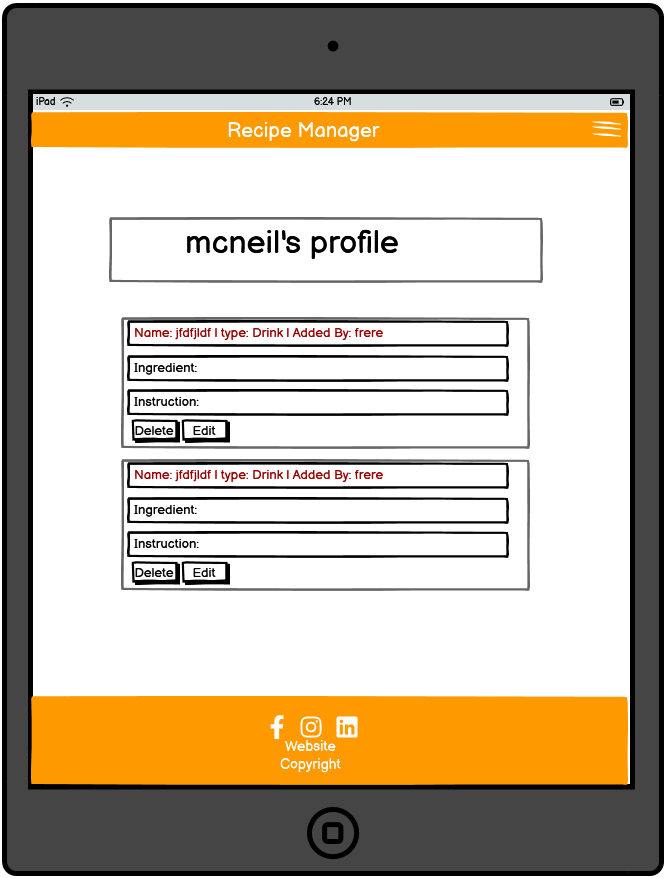 iPad 6:24 PM
Recipe Manager
mcneil's profile
Name: jfdfjldf | type: Drink | Added By: frere
Ingredient:
Instruction:
Delete Edit
Name: jfdfjldf | type: Drink | Added By: frere
Ingredient:
Instruction:
Delete Edit
Website
Copyright